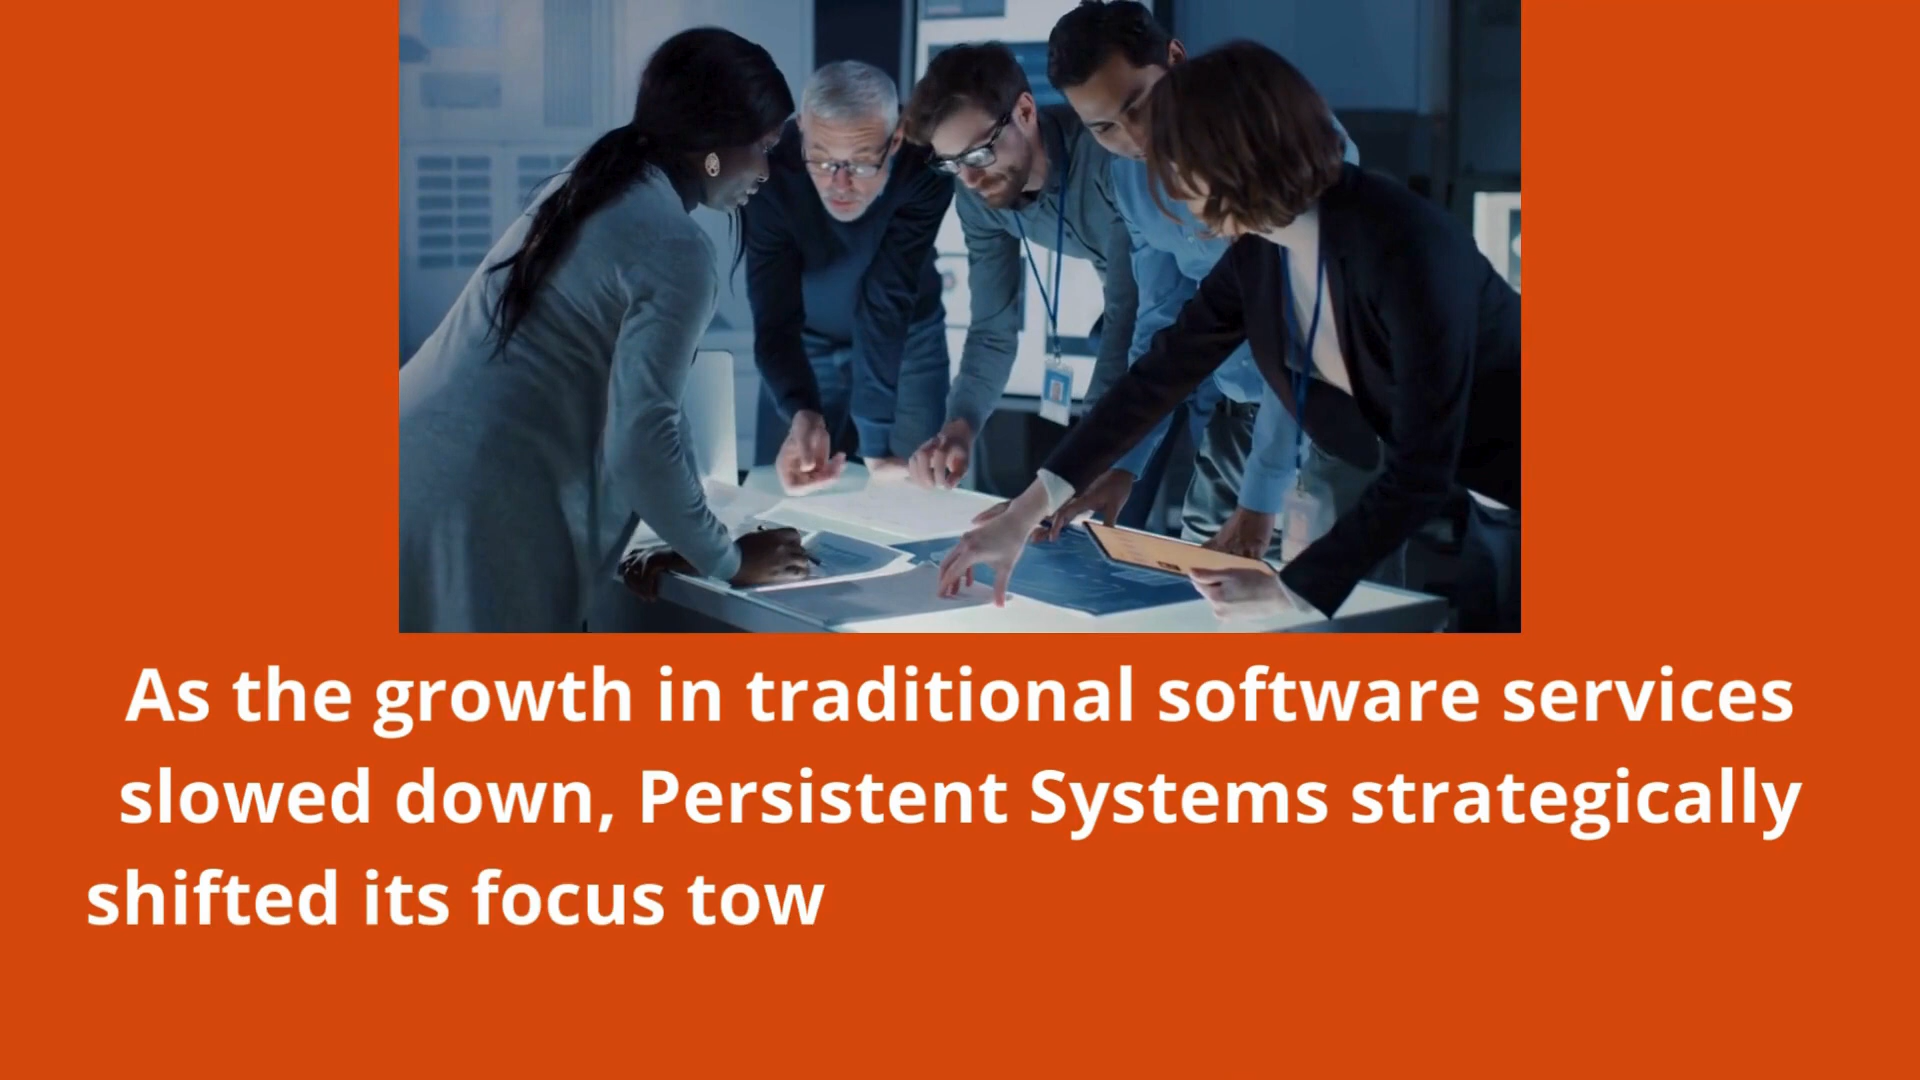 As the growth in traditional software services
slowed down, Persistent Systems strategically
shifted its focus tow